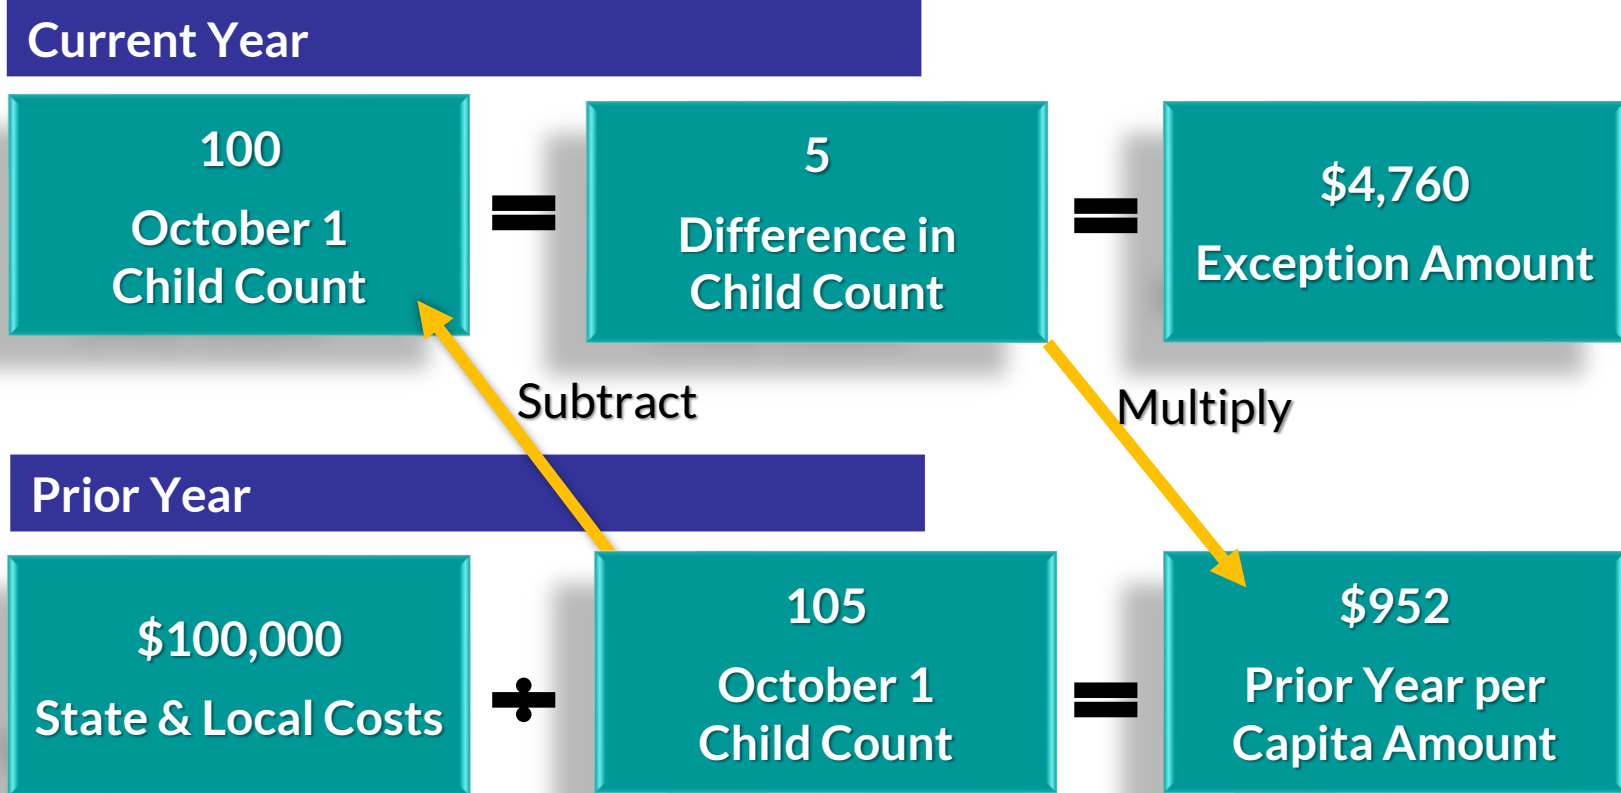 Current Year
100
October 1
Child Count
=
5
Difference in
Child Count
=
$4,760
Exception Amount
Subtract
Multiply
Prior Year
$100,000
State & Local Costs
÷
105
October 1
Child Count
=
$952
Prior Year per
Capita Amount